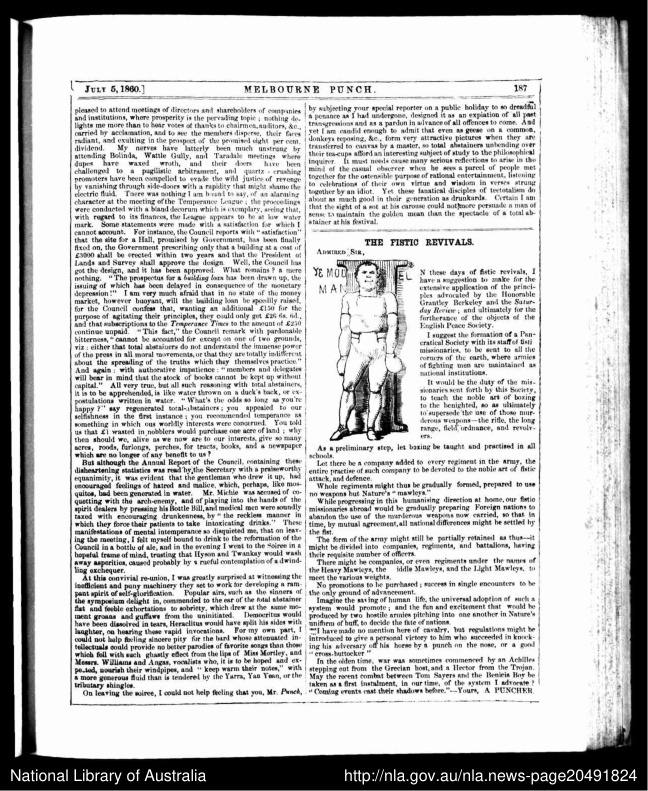 JULY 5, 1860.]
MELBOURNE PUNCH.
187
pleased to attend meetings of directors and shareholders of companies
and institutions, where prosperity is the pervading topic; nothing de-
lights me more than to hear votes of thanks to chairmen, auditors, &c.,
carried by acclamation, and to see the members disperse, their faces
radiant, and exulting in the prospect of the promised eight per cent.
dividend. My nerves have latterly been much unstrung by
attending Bolinda, Wattle Gully, and Taradale meetings where
dupes have waxed wroth, and their doers have been
challenged to a pugilistic arbitrament, and quartz-crushing
promoters have been compelled to evade the wild justice of revenge
by vanishing through side-doors with a rapidity that might shame the
electric fluid. There was nothing I am bound to say, of an alarming
character at the meeting of the Temperance League; the proceedings
were conducted with a bland decorum which is exemplary, seeing that,
with regard to its finances, the League appears to be at low water
mark. Some statements were made with a satisfaction for which I
cannot account. For instance, the Council reports with "satisfaction"
that the site for a Hall, promised by Government, has been finally
fixed on, the Government prescribing only that a building at a cost of
£3000 shall be erected within two years and that the President of
Lands and Survey shall approve the design. Well, the Council has
got the design, and it has been approved. What remains? a mere
nothing. "The prospectus for a building loan has been drawn up, the
issuing of which has been delayed in consequence of the monetary
depression!" I am very much afraid that in no state of the money
market, however buoyant, will the building loan be speedily raised,
for the Council confess that, wanting an additional £150 for the
purpose of agitating their principles, they could only get £26 6s. 0d.,
and that subscriptions to the Temperance Times to the amount of £250
continue unpaid. "This fact," the Council remark with pardonable
bitterness, "cannot be accounted for except on one of two grounds,
viz: either that total abstainers do not understand the immense power
of the press in all moral movements, or that they are totally indifferent
about the spreading of the truths which they themselves practice."
And again: with authorative impatience: "members and delegates
will bear in mind that the stock of books cannot be kept up without
capital." All very true, but all such reasoning with total abstainers,
it is to be apprehended, is like water thrown on a duck's back, or ex-
postulations written in water. "What's the odds so long as you're
happy?" say regenerated total-abstainers; you appealed to our
selfishness in the first instance; you recommended temperance as
something in which our worldly interests were concerned. You told
us that £1 wasted in nobblers would purchase one acre of land; why
then should we, alive as we now are to our interests, give so many
acres, roods, furlongs, perches, for tracts, books, and a newspaper
which are no longer of any benefit to us?
But although the Annual Report of the Council, containing these
disheartening statistics was read by the Secretary with a praiseworthy
equanimity, it was evident that the gentleman who drew it up, had
encouraged feelings of hatred and malice, which, perhaps, like mos-
quitos, had been generated in water. Mr. Michie was accused of co-
quetting with the arch-enemy, and of playing into the hands of the
spirit dealers by pressing his Bottle Bill, and medical men were soundly
taxed with encouraging drunkenness, by "the reckless manner in
which they force their patients to take intoxicating drinks." These
manifestations of mental intemperance so disquieted me, that on leav-
ing the meeting, I felt myself bound to drink to the reformation of the
Council in a bottle of ale, and in the evening I went to the Soiree in a
hopeful frame of mind, trusting that Hyson and Twankay would wash
away asperities, caused probably by a rueful contemplation of a dwind-
ling exchequer.
At this convivial re-union, I was greatly surprised at witnessing the
inefficient and puny machinery they set to work for developing a ram-
pant spirit of self-glorification. Popular airs, such as the sinners of
the symposium delight in, commended to the ear of the total abstainer
flat and feeble exhortations to sobriety, which drew at the same mo-
ment groans and guffaws from the uninitiated. Democritus would
have been dissolved in tears, Heraclitus would have split his sides with
laughter, on hearing these vapid invocations. For my own part, I
could not help feeling sincere pity for the bard whose attenuated in-
tellectuals could provide no better parodies of favorite songs than those
which fell with such ghastly effect from the lips of Miss Mortley, and
Messrs. Williams and Angas, vocalists who, it is to be hoped and ex-
pected, nourish their windpipes, and "keep warm their notes," with
a more generous fluid than is tendered by the Yarra, Yan Yean, or the
tributary shingles.
On leaving the soiree, I could not help feeling that you, Mr. Punch,
by subjecting your special reporter on a public holiday to so dreadful
a penance as I had undergone, designed it as an expiation of all past
transgressions and as a pardon in advance of all offences to come. And
yet I am candid enough to admit that even as geese on a common,
donkeys reposing, &c., form very attractive pictures when they are
transferred to canvas by a master, so total abstainers unbending over
their tea-cups afford an interesting subject of study to the philosophical
inquirer. It must needs cause many serious reflections to arise in the
mind of the casual observer when he sees a parcel of people met
together for the ostensible purpose of rational entertainment, listening
to celebrations of their own virtue and wisdom in verses strung
together by an idiot. Yet these fanatical disciples of teetotalism do
about as much good in their generation as drunkards. Certain I am
that the sight of a sot at his carouse could not more persuade a man of
sense to maintain the golden mean than the spectacle of a total ab-
stainer at his festival.
THE FISTIC REVIVALS.
ADMIRED SIR,
YE MOD EL
MAN
N these days of fistic revivals, I
have a suggestion to make for the
extensive application of the princi-
ples advocated by the Honorable
Grantley Berkeley and the Satur-
day Review; and ultimately for the
furtherance of the objects of the
English Peace Society.
I suggest the formation of a Pan-
cratical Society with its staff of fisti
missionaries, to be sent to all the
corners of the earth, where armies
of fighting men are maintained as
national institutions.
It would be the duty of the mis-
sionaries sent forth by this Society,
to teach the noble art of boxing
to the benighted, so as ultimately
to supersede the use of those mur-
derous weapons—the rifle, the long
range, field ordnance, and revolv-
ers.
As a preliminary step, let boxing be taught and practised in all
schools.
Let there be a company added to every regiment in the army, the
entire practise of such company to be devoted to the noble art of fistic
attack, and defence.
Whole regiments might thus be gradually formed, prepared to use
no weapons but Nature's "mawleys."
While progressing in this humanising direction at home, our fistic
missionaries abroad would be gradually preparing Foreign nations to
abandon the use of the murderous weapons now carried, so that in
time, by mutual agreement, all national differences might be settled by
the fist.
The form of the army might still be partially retained as thus—it
might be divided into companies, regiments, and battalions, having
their requisite number of officers.
There might be companies, or even regiments under the names of
the Heavy Mawleys, the iddle Mawleys, and the Light Mawleys, to
meet the various weights.
No promotions to be purchased; success in single encounters to be
the only ground of advancement.
Imagine the saving of human life, the universal adoption of such a
system would promote; and the fun and excitement that would be
produced by two hostile armies pitching into one another in Nature's
uniform of buff, to decide the fate of nations.
I have made no mention here of cavalry, but regulations might be
introduced to give a personal victory to him who succeeded in knock-
ing his adversary off his horse by a punch on the nose, or a good
"cross-buttocker"
In the olden time, war was sometimes commenced by an Achilles
stepping out from the Grecian host, and a Hector from the Trojan.
May the recent combat between Tom Sayers and the Benicia Boy be
taken as a first instalment, in our time, of the system I advocate?
"Coming events cast their shadows before."—Yours, A PUNCHER.
National Library of Australia
http://nla.gov.au/nla.news-page20491824